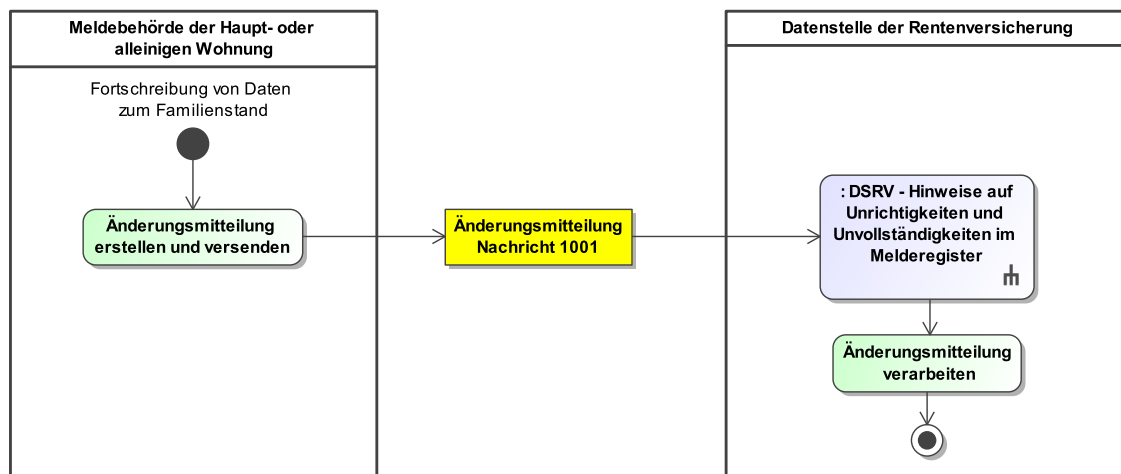 Meldebehörde der Haupt- oder
alleinigen Wohnung
Datenstelle der Rentenversicherung
Fortschreibung von Daten
zum Familienstand
Änderungsmitteilung
erstellen und versenden
Änderungsmitteilung
Nachricht 1001
: DSRV - Hinweise auf
Unrichtigkeiten und
Unvollständigkeiten im
Melderegister
Änderungsmitteilung
verarbeiten